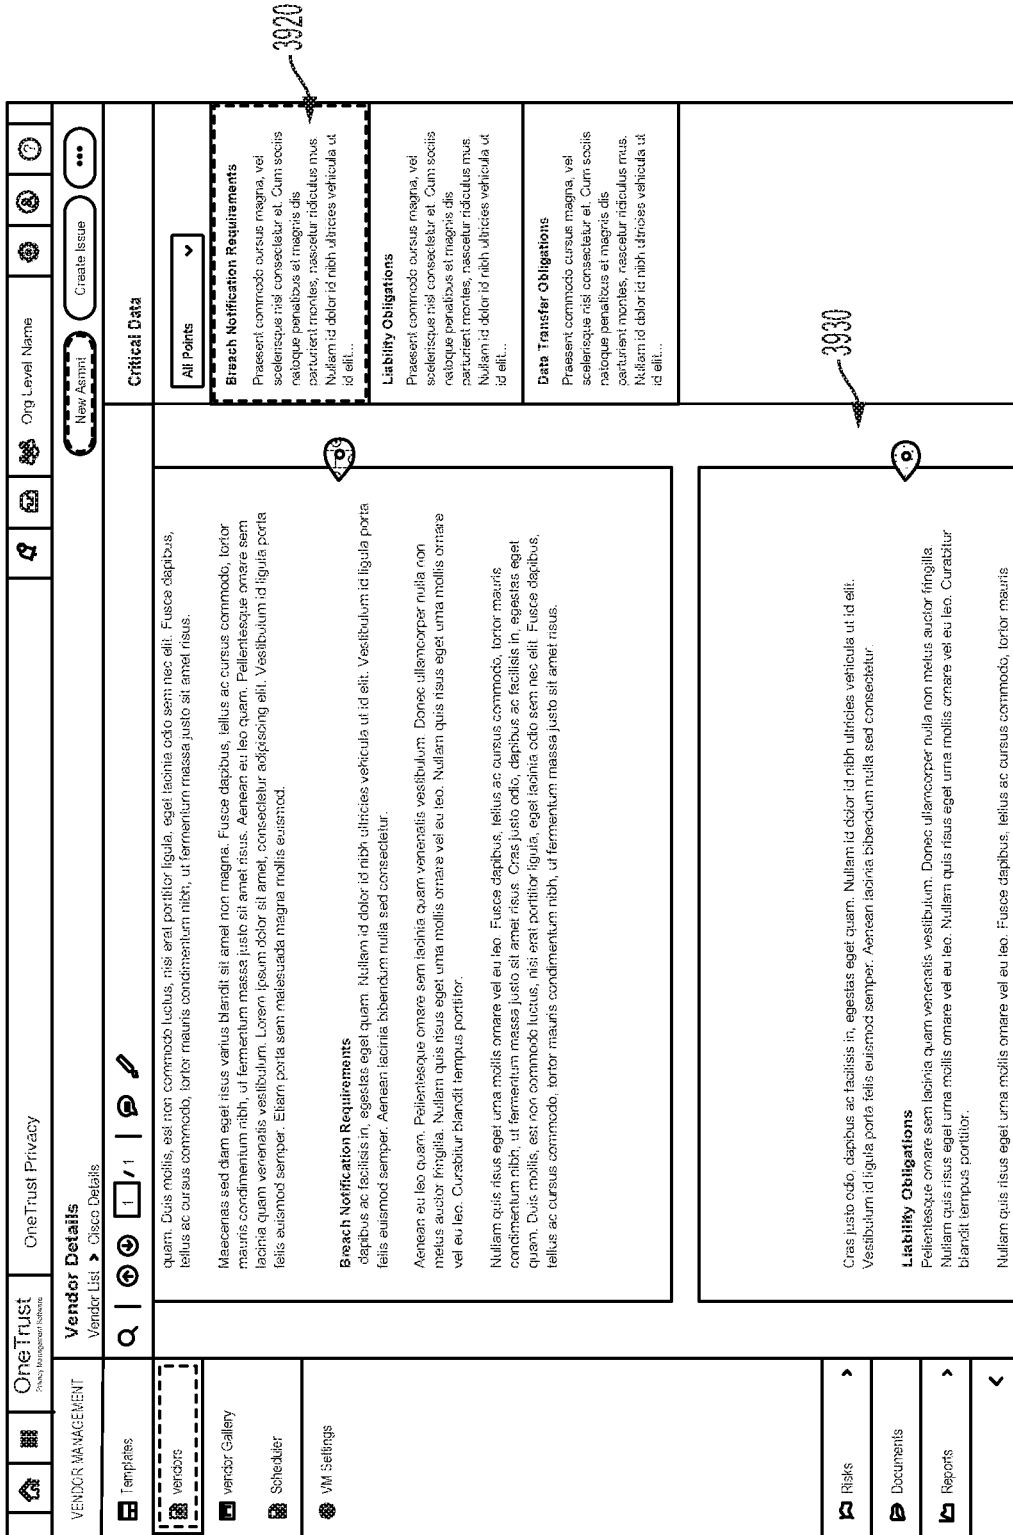 OneTrust
Privacy Management Software
OneTrust Privacy
Org Level Name
?
VENDOR MANAGEMENT
Templates
Vendors
Vendor Gallery
Scheduler
VM Settings
Risks
Documents
Reports
Vendor Details
Vendor List > Cisco Details
New Asmnt
Create Issue
1 / 1
quam. Duis mollis, est non commodo luctus, nisi erat porttitor ligula, eget lacinia odio sem nec elit. Fusce dapibus,
tellus ac cursus commodo, tortor mauris condimentum nibh, ut fermentum massa justo sit amet risus.
Maecenas sed diam eget risus varius blandit sit amet non magna. Fusce dapibus, tellus ac cursus commodo, tortor
mauris condimentum nibh, ut fermentum massa justo sit amet risus. Aenean eu leo quam. Pellentesque ornare sem
lacinia quam venenatis vestibulum. Lorem ipsum dolor sit amet, consectetur adipiscing elit. Vestibulum id ligula porta
felis euismod semper. Etiam porta sem malesuada magna mollis euismod.
Breach Notification Requirements
dapibus ac facilisis in, egestas eget quam. Nullam id dolor id nibh ultricies vehicula ut id elit. Vestibulum id ligula porta
felis euismod semper. Aenean lacinia bibendum nulla sed consectetur.
Aenean eu leo quam. Pellentesque ornare sem lacinia quam venenatis vestibulum. Donec ullamcorper nulla non
metus auctor fringilla. Nullam quis risus eget urna mollis ornare vel eu leo. Nullam quis risus eget urna mollis ornare
vel eu leo. Curabitur blandit tempus porttitor.
Nullam quis risus eget urna mollis ornare vel eu leo. Fusce dapibus, tellus ac cursus commodo, tortor mauris
condimentum nibh, ut fermentum massa justo sit amet risus. Cras justo odio, dapibus ac facilisis in, egestas eget
quam. Duis mollis, est non commodo luctus, nisi erat porttitor ligula, eget lacinia odio sem nec elit. Fusce dapibus,
tellus ac cursus commodo, tortor mauris condimentum nibh, ut fermentum massa justo sit amet risus.
Cras justo odio, dapibus ac facilisis in, egestas eget quam. Nullam id dolor id nibh ultricies vehicula ut id elit.
Vestibulum id ligula porta felis euismod semper. Aenean lacinia bibendum nulla sed consectetur.
Liability Obligations
Pellentesque ornare sem lacinia quam venenatis vestibulum. Donec ullamcorper nulla non metus auctor fringilla.
Nullam quis risus eget urna mollis ornare vel eu leo. Nullam quis risus eget urna mollis ornare vel eu leo. Curabitur
blandit tempus porttitor.
Nullam quis risus eget urna mollis ornare vel eu leo. Fusce dapibus, tellus ac cursus commodo, tortor mauris
Critical Data
All Points
Breach Notification Requirements
Praesent commodo cursus magna, vel
scelerisque nisl consectetur et. Cum sociis
natoque penatibus et magnis dis
parturient montes, nascetur ridiculus mus.
Nullam id dolor id nibh ultricies vehicula ut
id elit...
Liability Obligations
Praesent commodo cursus magna, vel
scelerisque nisl consectetur et. Cum sociis
natoque penatibus et magnis dis
parturient montes, nascetur ridiculus mus.
Nullam id dolor id nibh ultricies vehicula ut
id elit...
Data Transfer Obligations
Praesent commodo cursus magna, vel
scelerisque nisl consectetur et. Cum sociis
natoque penatibus et magnis dis
parturient montes, nascetur ridiculus mus.
Nullam id dolor id nibh ultricies vehicula ut
id elit...
3920
3930